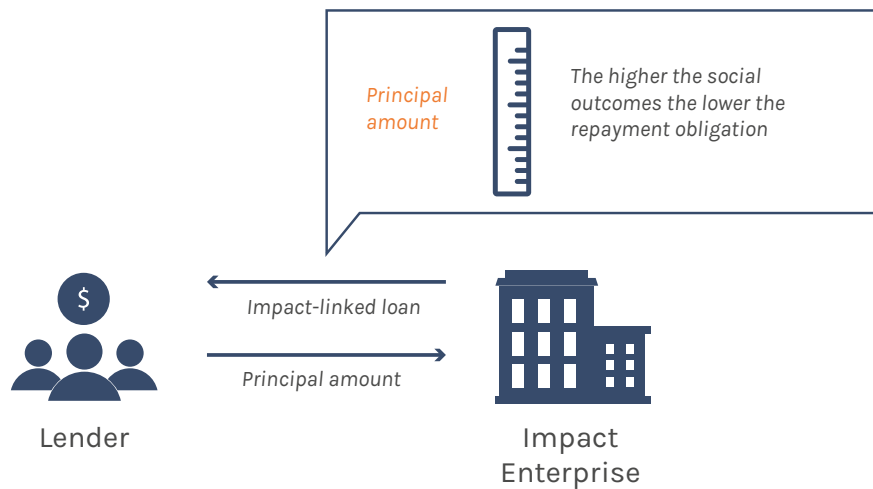 Principal
amount
The higher the social
outcomes the lower the
repayment obligation
$
Impact-linked loan
Principal amount
Lender
Impact
Enterprise